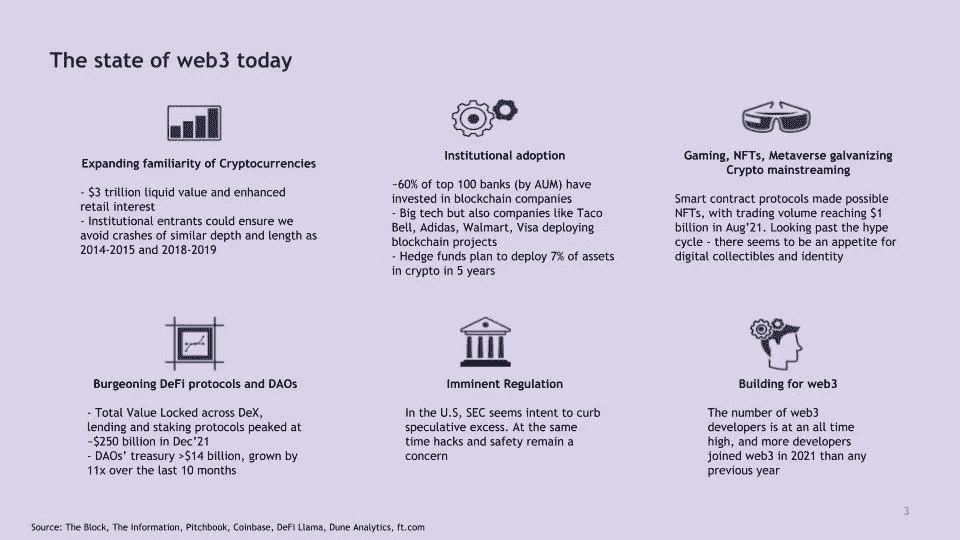 The state of web3 today
Expanding familiarity of Cryptocurrencies
- $3 trillion liquid value and enhanced
retail interest
- Institutional entrants could ensure we
avoid crashes of similar depth and length as
2014-2015 and 2018-2019
Institutional adoption
~60% of top 100 banks (by AUM) have
invested in blockchain companies
- Big tech but also companies like Taco
Bell, Adidas, Walmart, Visa deploying
blockchain projects
- Hedge funds plan to deploy 7% of assets
in crypto in 5 years
Gaming, NFTs, Metaverse galvanizing
Crypto mainstreaming
Smart contract protocols made possible
NFTs, with trading volume reaching $1
billion in Aug’21. Looking past the hype
cycle - there seems to be an appetite for
digital collectibles and identity
Burgeoning DeFi protocols and DAOs
- Total Value Locked across DeX,
lending and staking protocols peaked at
~$250 billion in Dec’21
- DAOs’ treasury >$14 billion, grown by
11x over the last 10 months
Imminent Regulation
In the U.S, SEC seems intent to curb
speculative excess. At the same
time hacks and safety remain a
concern
Building for web3
The number of web3
developers is at an all time
high, and more developers
joined web3 in 2021 than any
previous year
3
Source: The Block, The Information, Pitchbook, Coinbase, DeFi Llama, Dune Analytics, ft.com